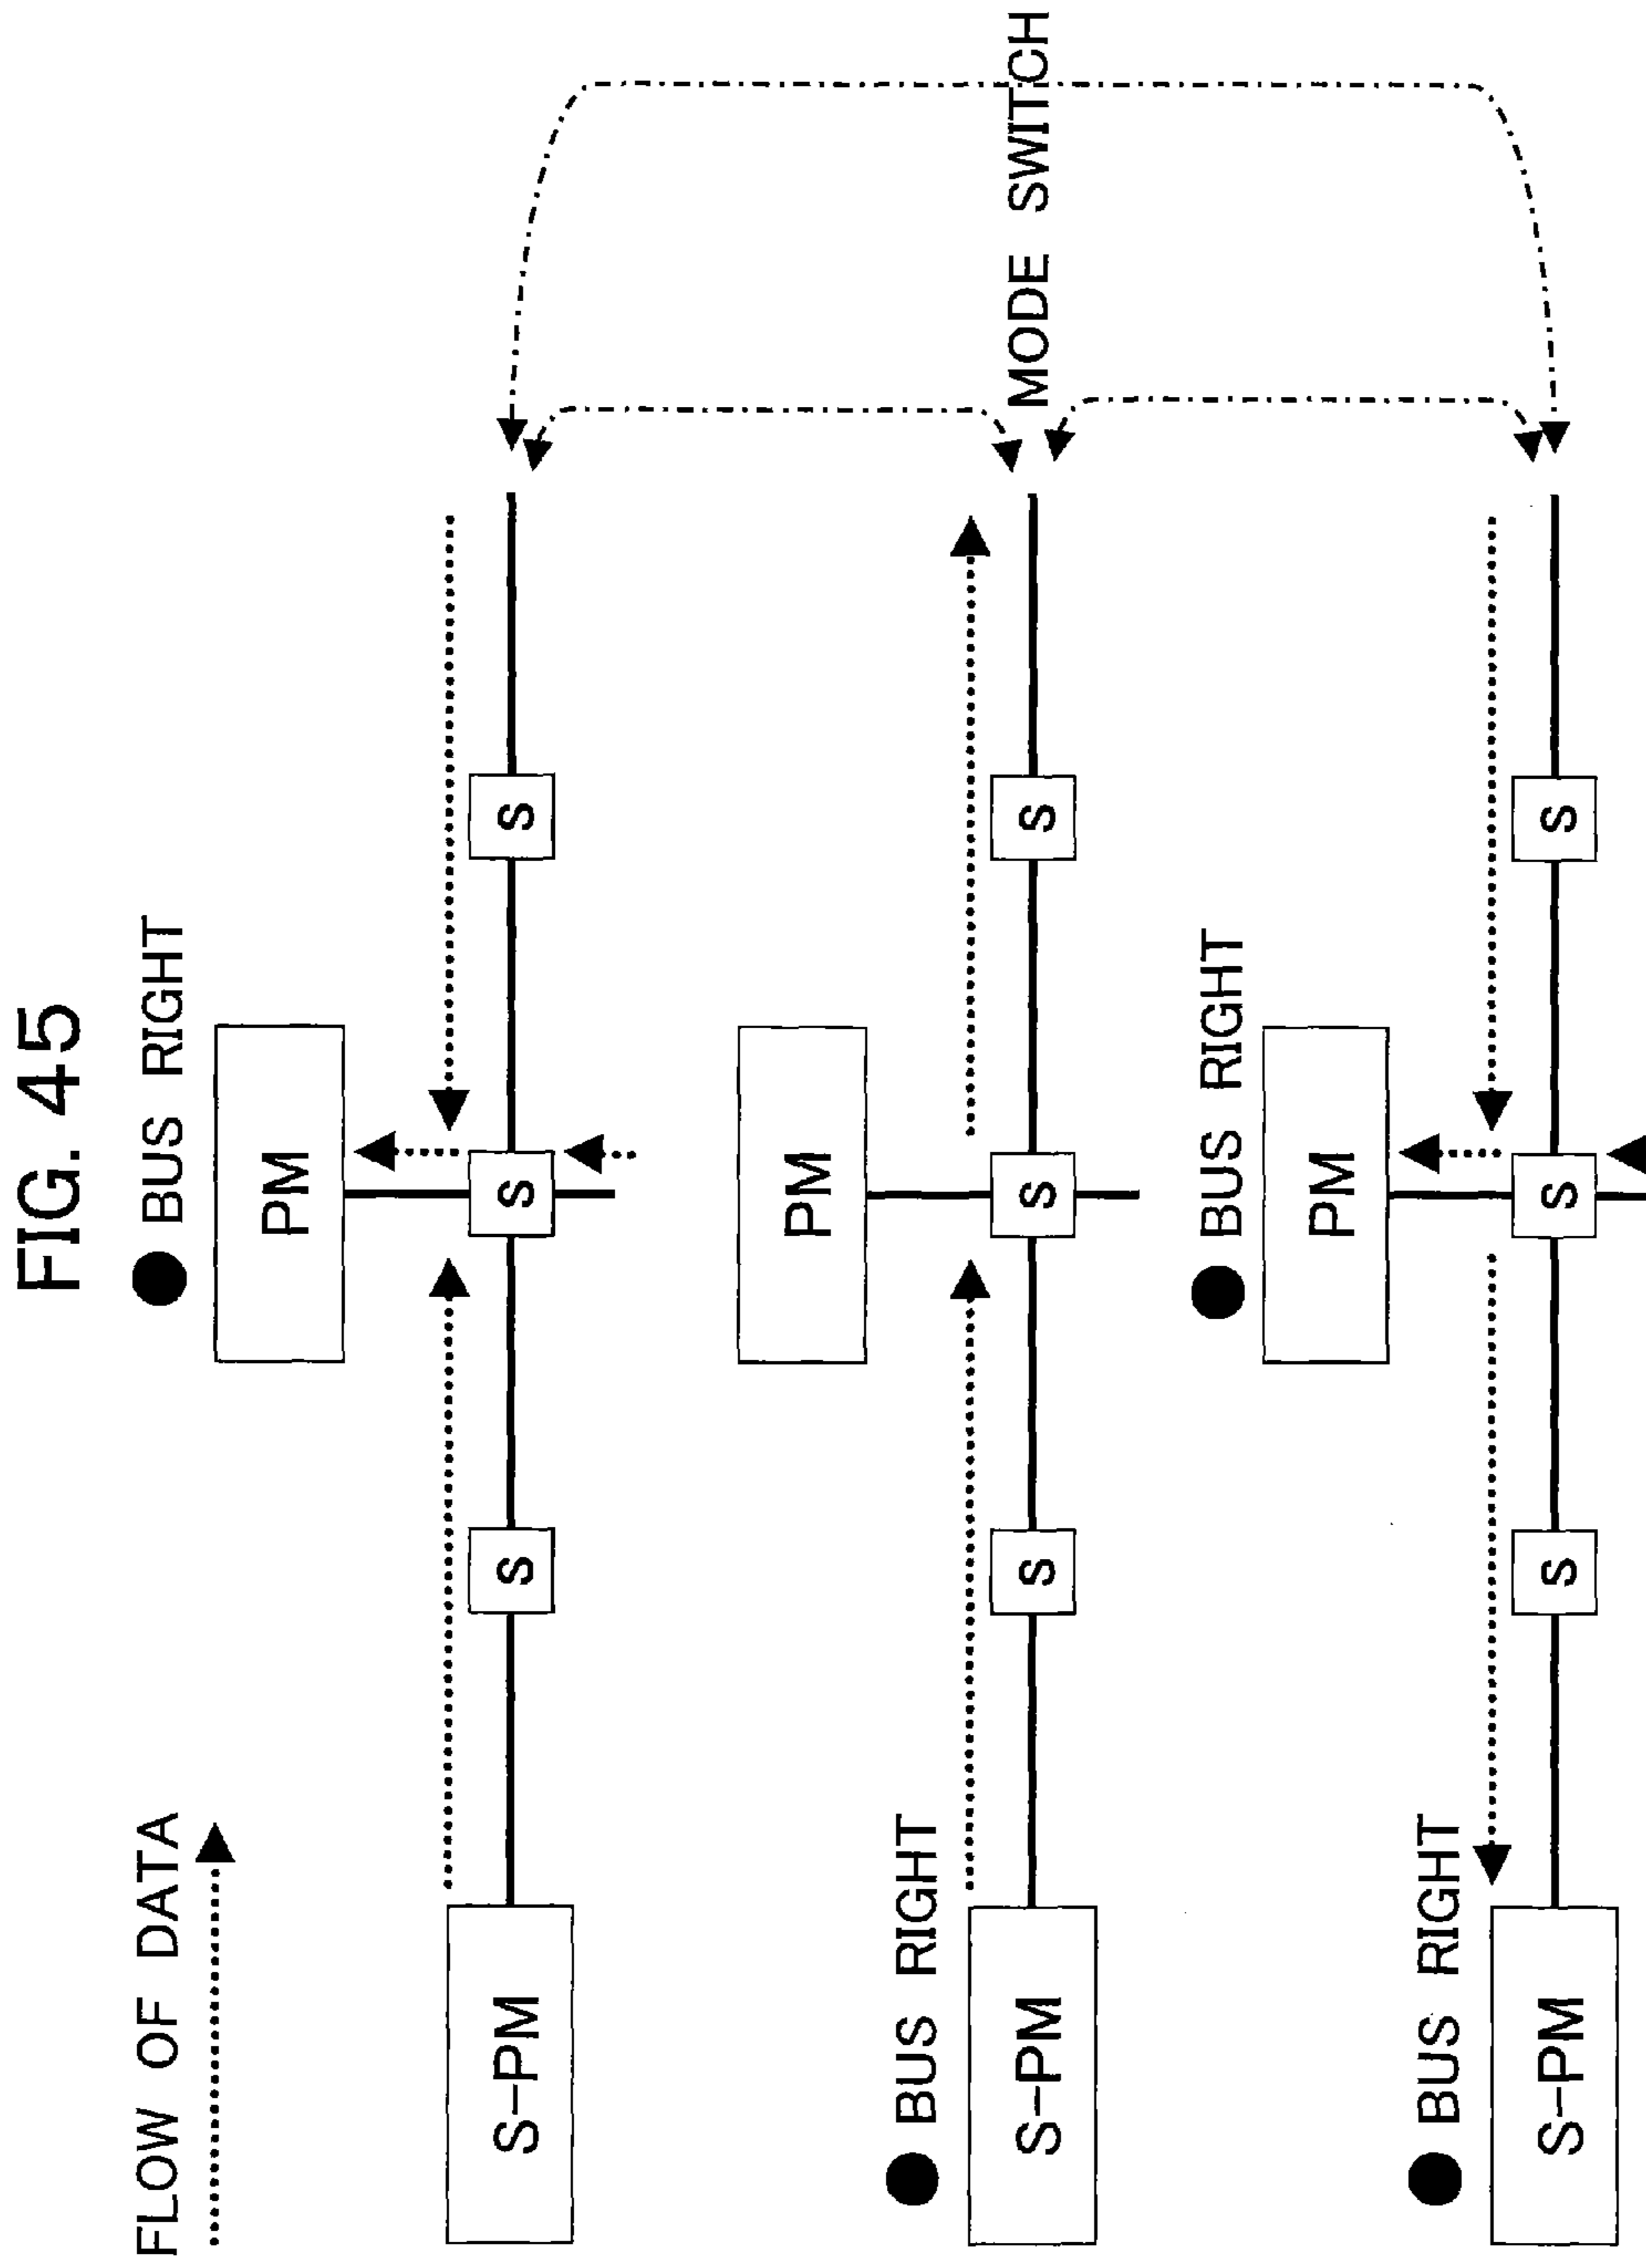 FIG. 45
FLOW OF DATA
BUS RIGHT
PM
S-PM
S
S
S
BUS RIGHT
PM
S-PM
S
S
S
MODE SWITCH
BUS RIGHT
BUS RIGHT
PM
S-PM
S
S
S